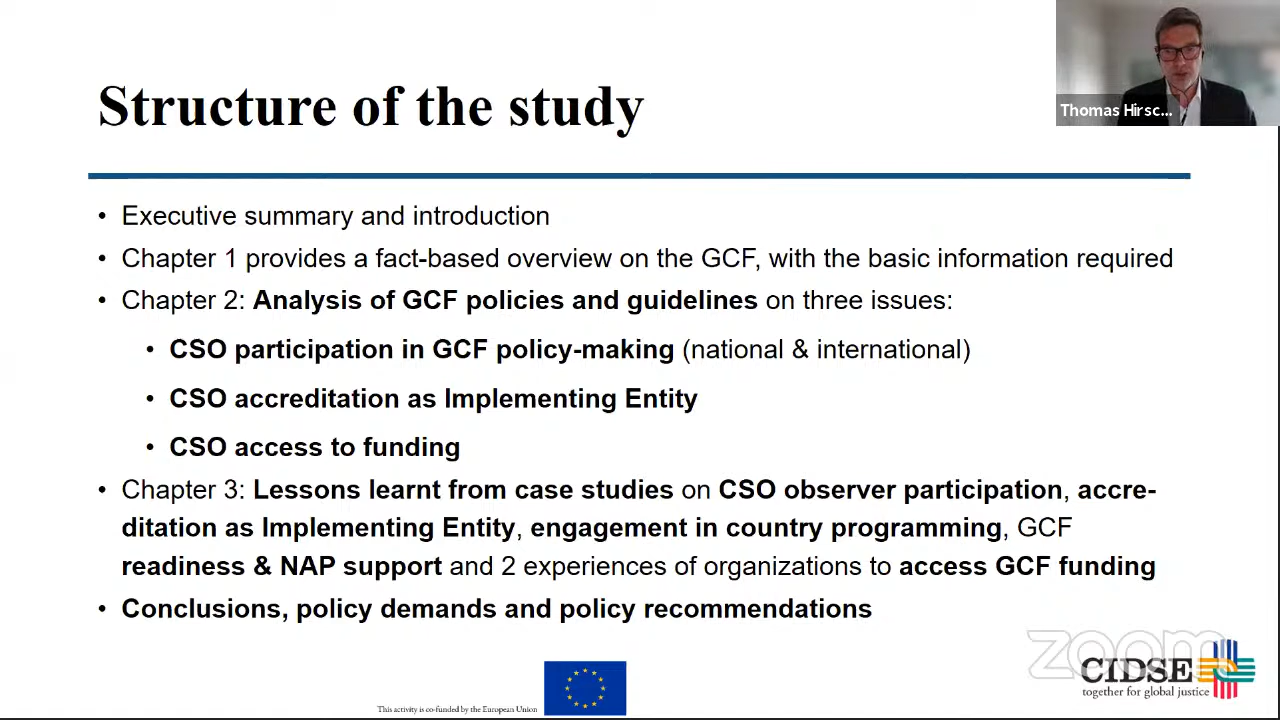 Structure of the study
Thomas Hirsc...
• Executive summary and introduction
• Chapter 1 provides a fact-based overview on the GCF, with the basic information required
• Chapter 2: Analysis of GCF policies and guidelines on three issues:
• CSO participation in GCF policy-making (national & international)
• CSO accreditation as Implementing Entity
• CSO access to funding
• Chapter 3: Lessons learnt from case studies on CSO observer participation, accre-
ditation as Implementing Entity, engagement in country programming, GCF
readiness & NAP support and 2 experiences of organizations to access GCF funding
• Conclusions, policy demands and policy recommendations
zoom
CIDSE
together for global justice
This activity is co-funded by the European Union